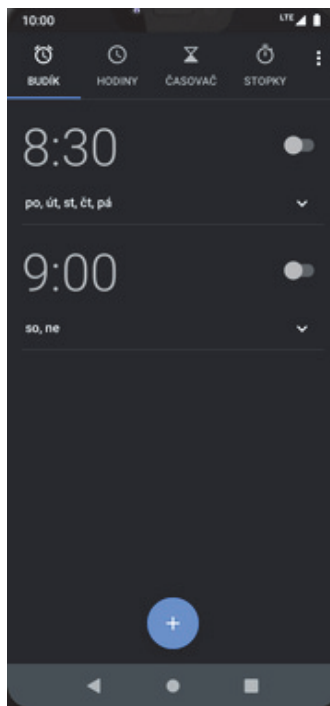 10:00 LTE
BUDÍK HODINY ČASOVAČ STOPKY
8:30
po, út, st, čt, pá
9:00
so, ne